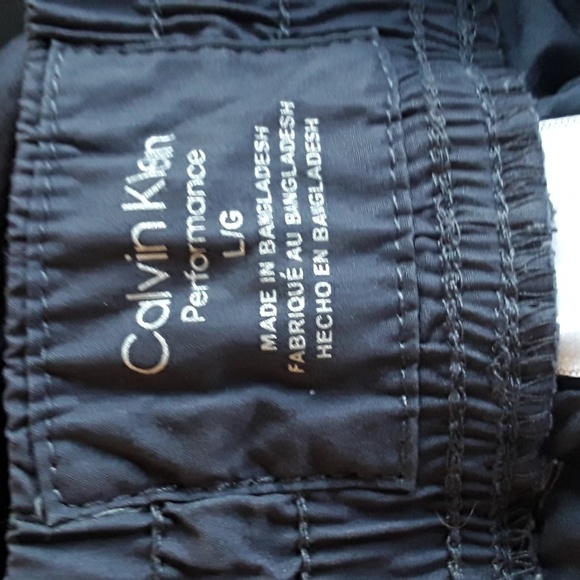 Calvin Klein
Performance
L/G
MADE IN BANGLADESH
FABRIQUÉ AU BANGLADESH
HECHO EN BANGLADESH